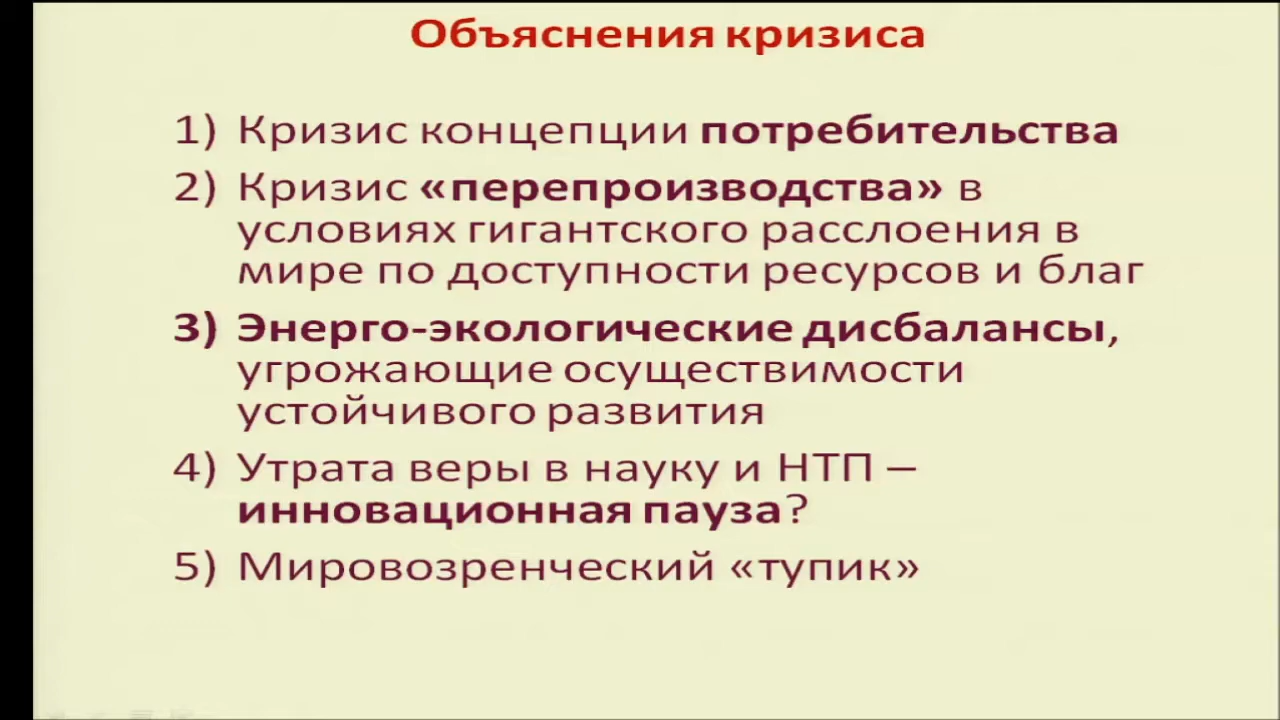 Объяснения кризиса
1) Кризис концепции потребительства
2) Кризис «перепроизводства» в
условиях гигантского расслоения в
мире по доступности ресурсов и благ
3) Энерго-экологические дисбалансы,
угрожающие осуществимости
устойчивого развития
4) Утрата веры в науку и НТП –
инновационная пауза?
5) Мировозренческий «тупик»